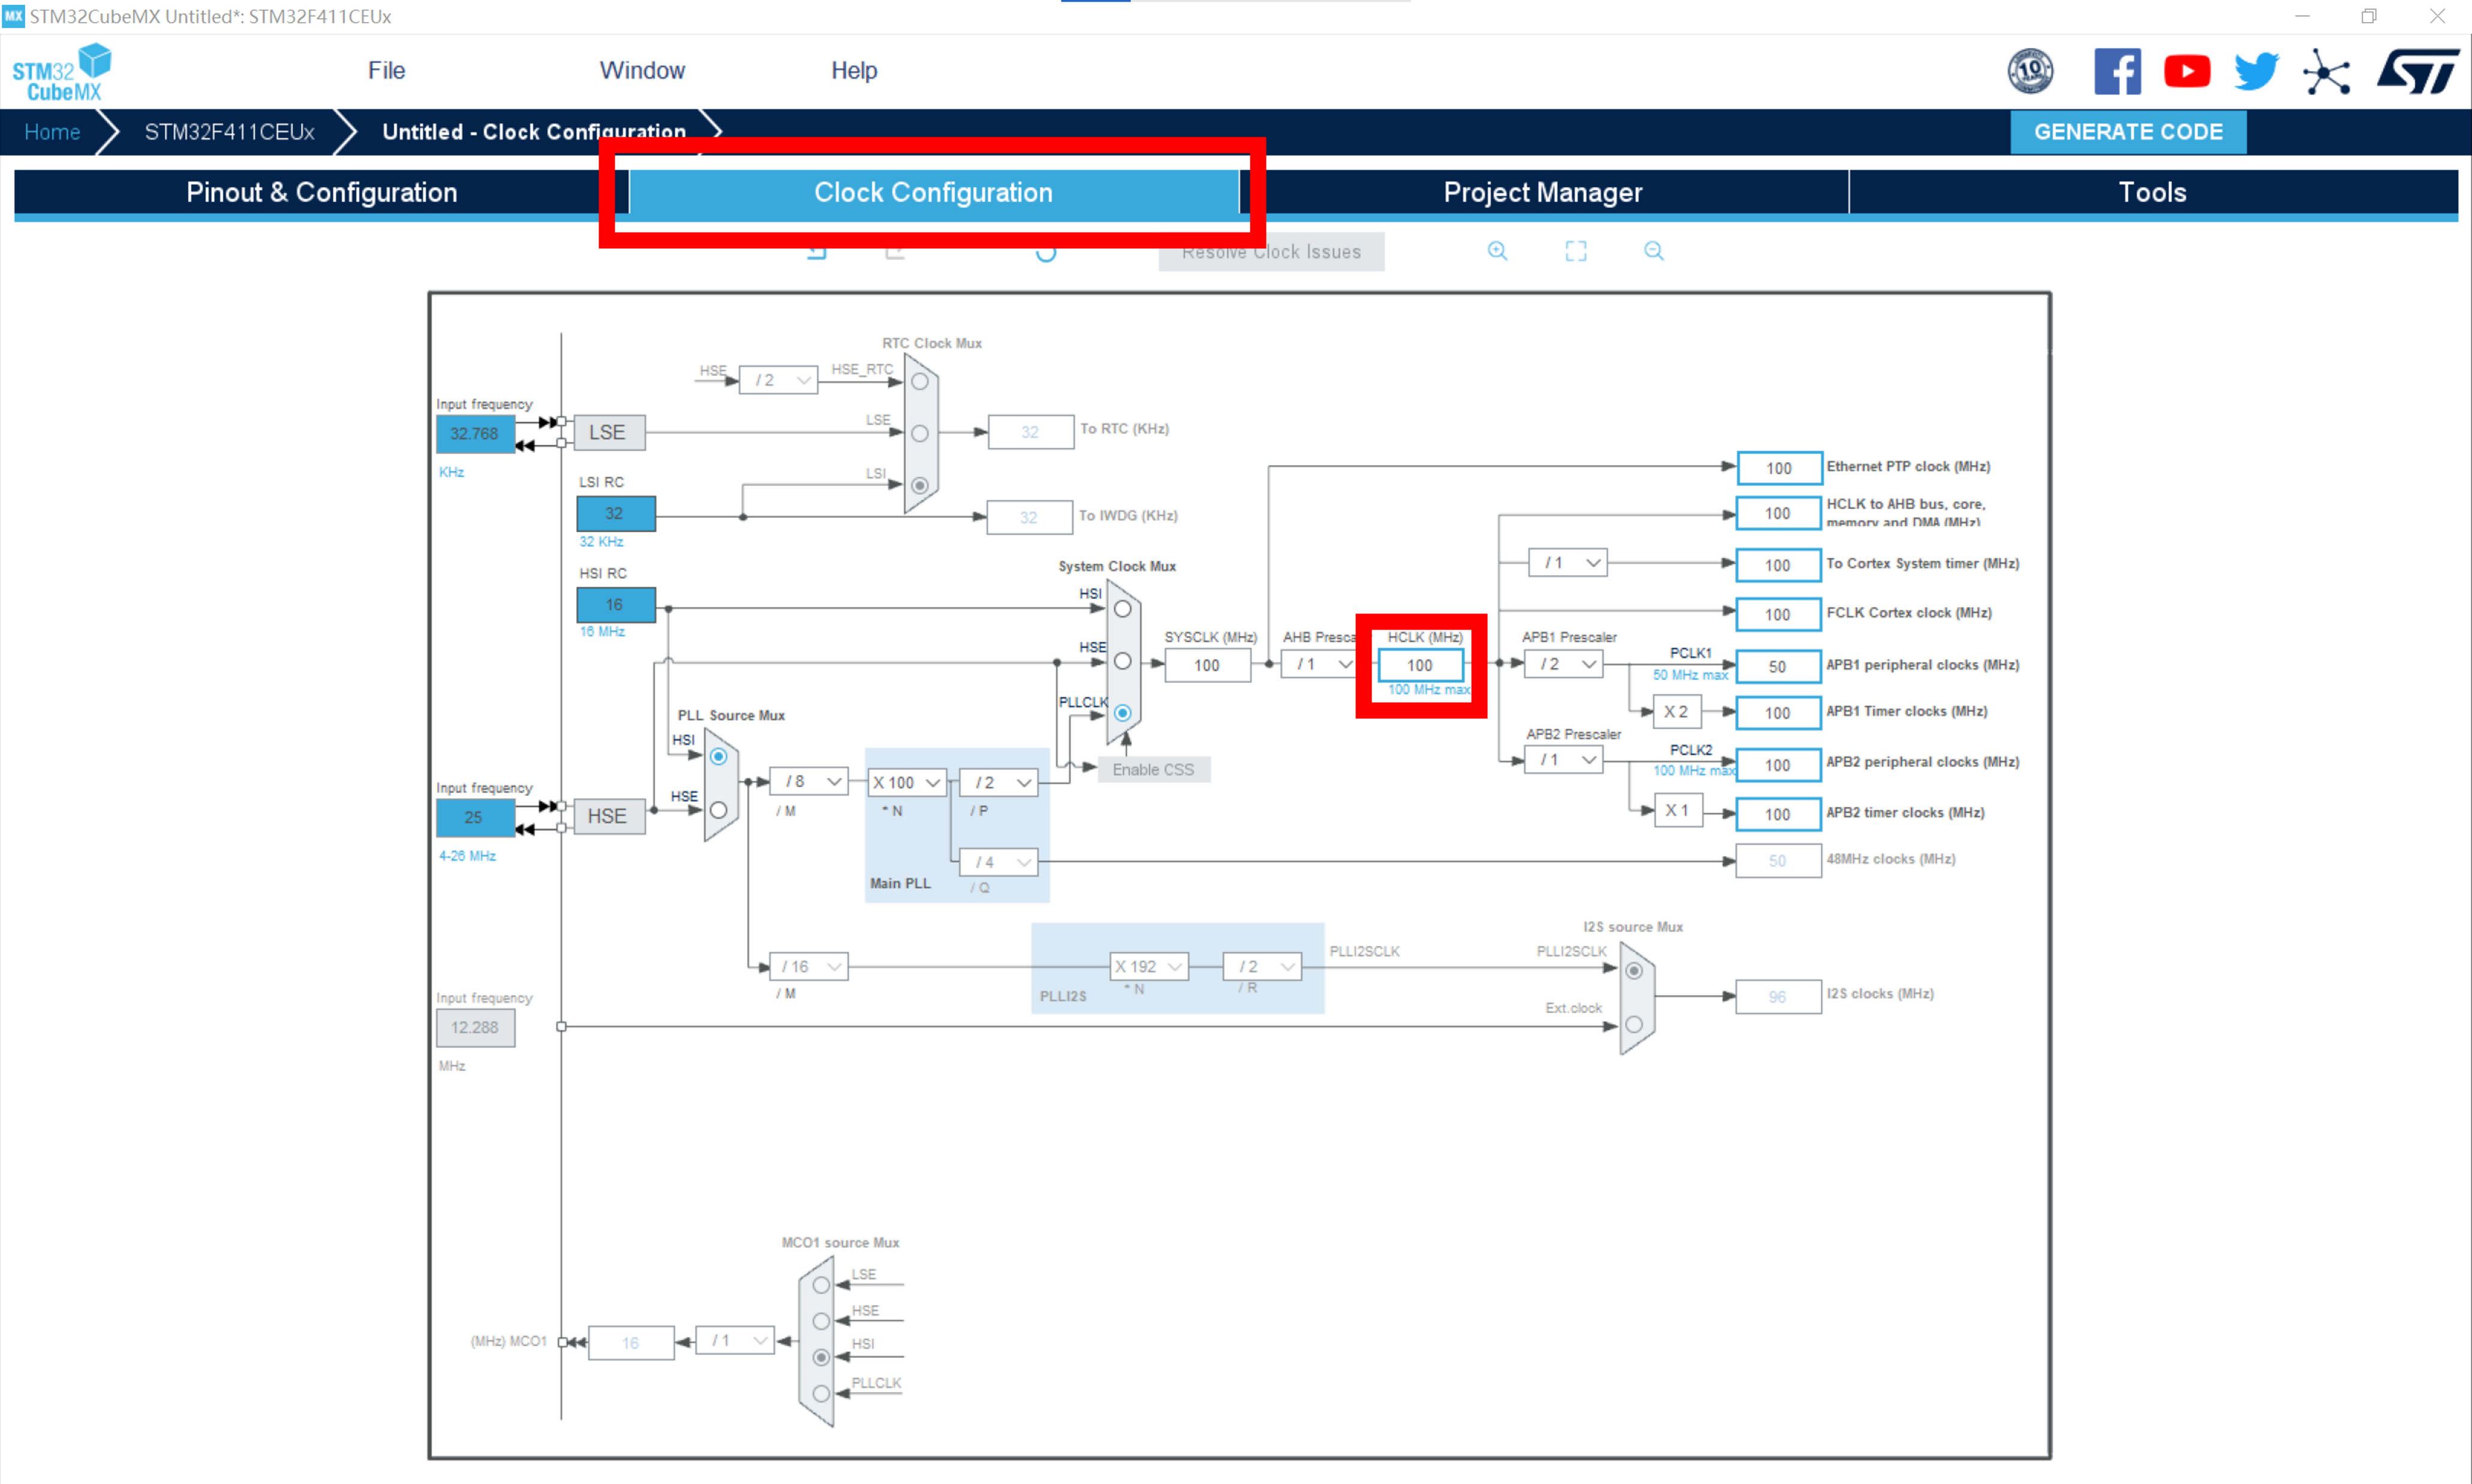 MX STM32CubeMX Untitled*: STM32F411CEUx
STM32
CubeMX
File
Window
Help
10
YEARS
Home
STM32F411CEUx
Untitled - Clock Configuration
GENERATE CODE
Pinout & Configuration
Clock Configuration
Project Manager
Tools
Resolve Clock Issues
RTC Clock Mux
HSE
/ 2
HSE_RTC
Input frequency
32.768
KHz
LSE
LSE
32
To RTC (KHz)
LSI RC
32
32 KHz
LSI
32
To IWDG (KHz)
HSI RC
16
16 MHz
System Clock Mux
HSI
HSE
PLLCLK
SYSCLK (MHz)
100
AHB Presca
/ 1
HCLK (MHz)
100
100 MHz max
100
Ethernet PTP clock (MHz)
100
HCLK to AHB bus, core,
memory and DMA (MHz)
/ 1
100
To Cortex System timer (MHz)
100
FCLK Cortex clock (MHz)
APB1 Prescaler
/ 2
PCLK1
50 MHz max
50
APB1 peripheral clocks (MHz)
X 2
100
APB1 Timer clocks (MHz)
APB2 Prescaler
/ 1
PCLK2
100 MHz max
100
APB2 peripheral clocks (MHz)
X 1
100
APB2 timer clocks (MHz)
PLL Source Mux
HSI
HSE
Input frequency
25
4-26 MHz
HSE
/ 8
/ M
X 100
* N
/ 2
/ P
Enable CSS
/ 4
/ Q
Main PLL
50
48MHz clocks (MHz)
/ 16
/ M
X 192
* N
/ 2
/ R
PLLI2S
PLLI2SCLK
I2S source Mux
PLLI2SCLK
Ext.clock
96
I2S clocks (MHz)
Input frequency
12.288
MHz
MCO1 source Mux
LSE
HSE
HSI
PLLCLK
(MHz) MCO1
16
/ 1